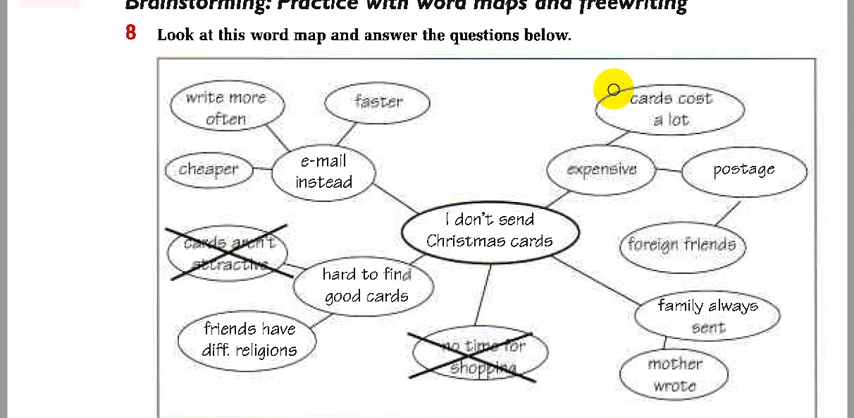 Brainstorming: Practice with word maps and freewriting
8 Look at this word map and answer the questions below.
write more
often
faster
cards cost
a lot
cheaper
e-mail
instead
expensive
postage
I don't send
Christmas cards
cards aren't
attractive
foreign friends
hard to find
good cards
friends have
diff. religions
no time for
shopping
family always
sent
mother
wrote